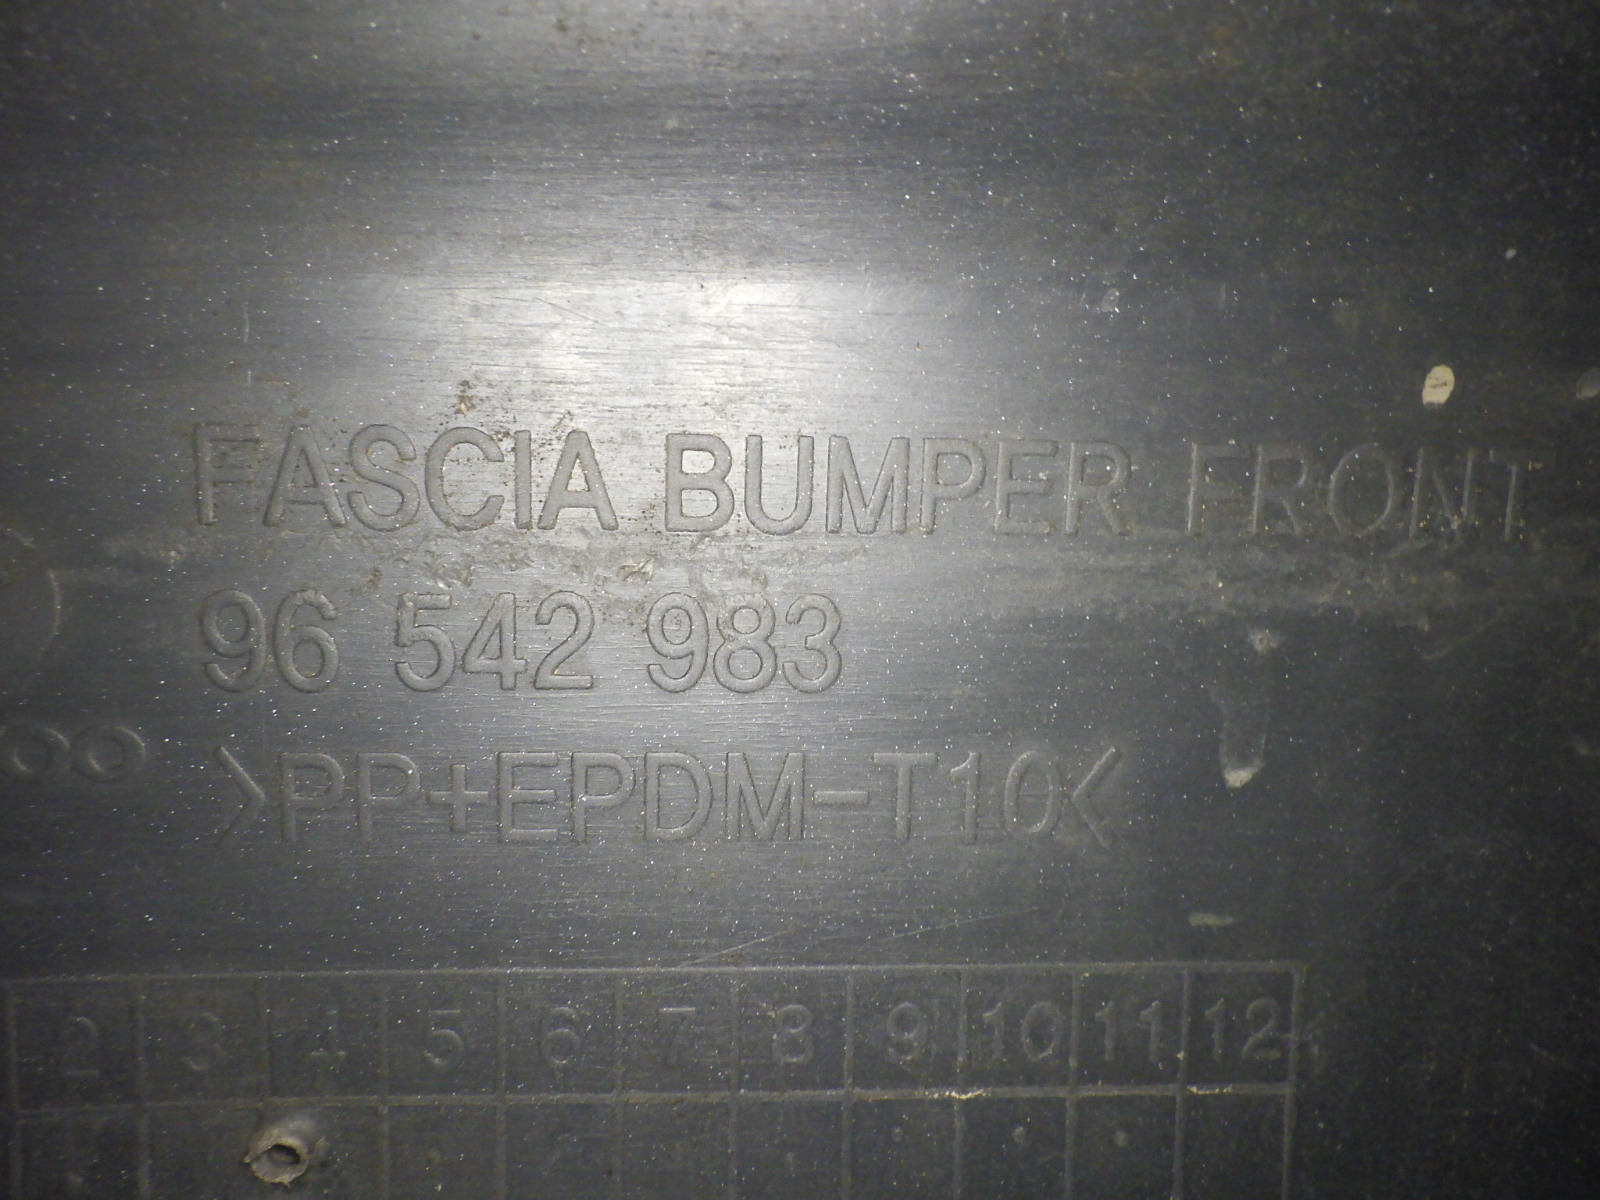 FASCIA BUMPER FRONT
96 542 983
>PP+EPDM-T10<
2 3 4 5 6 7 8 9 10 11 12